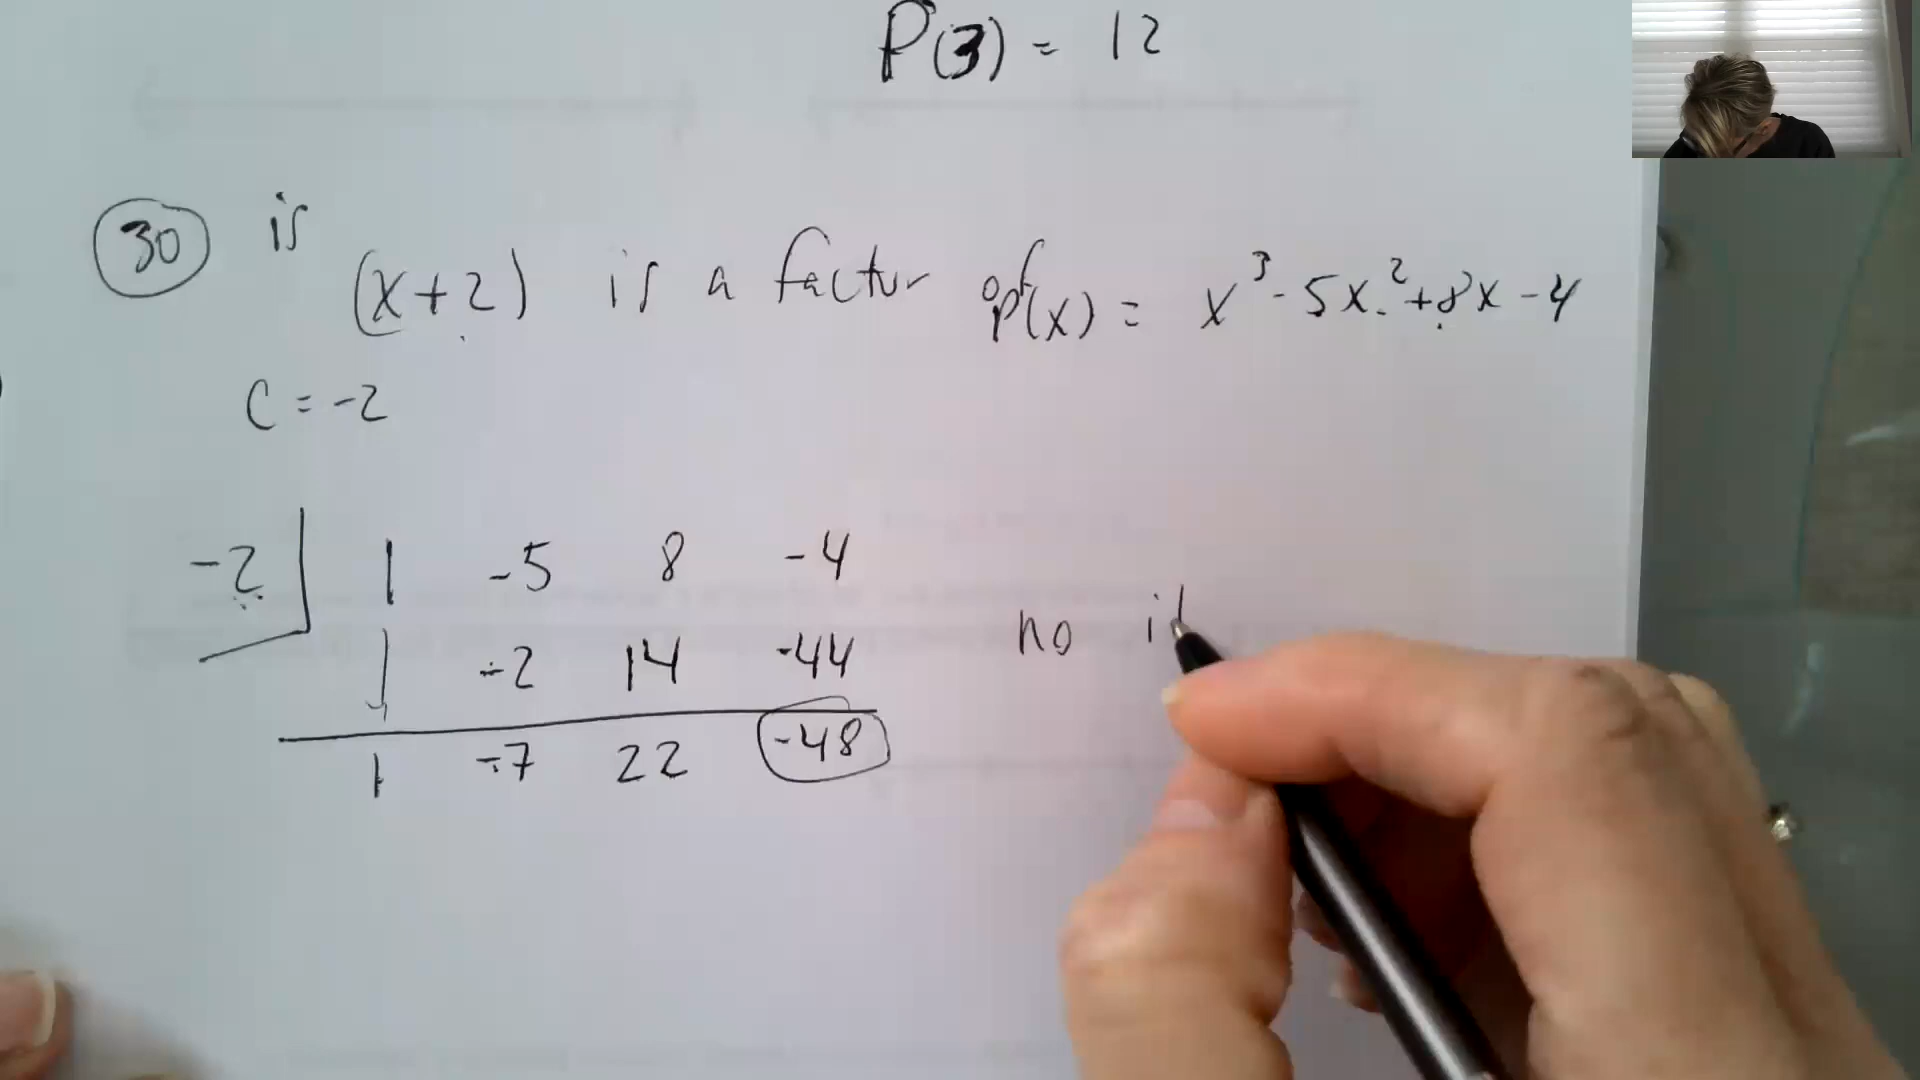 P(3) = 12
30 is
(x+2) is a factor of p(x) = x³ - 5x² + 8x - 4
C = -2
-2 1 -5 8 -4
-2 14 -44
1 -7 22 -48
no it